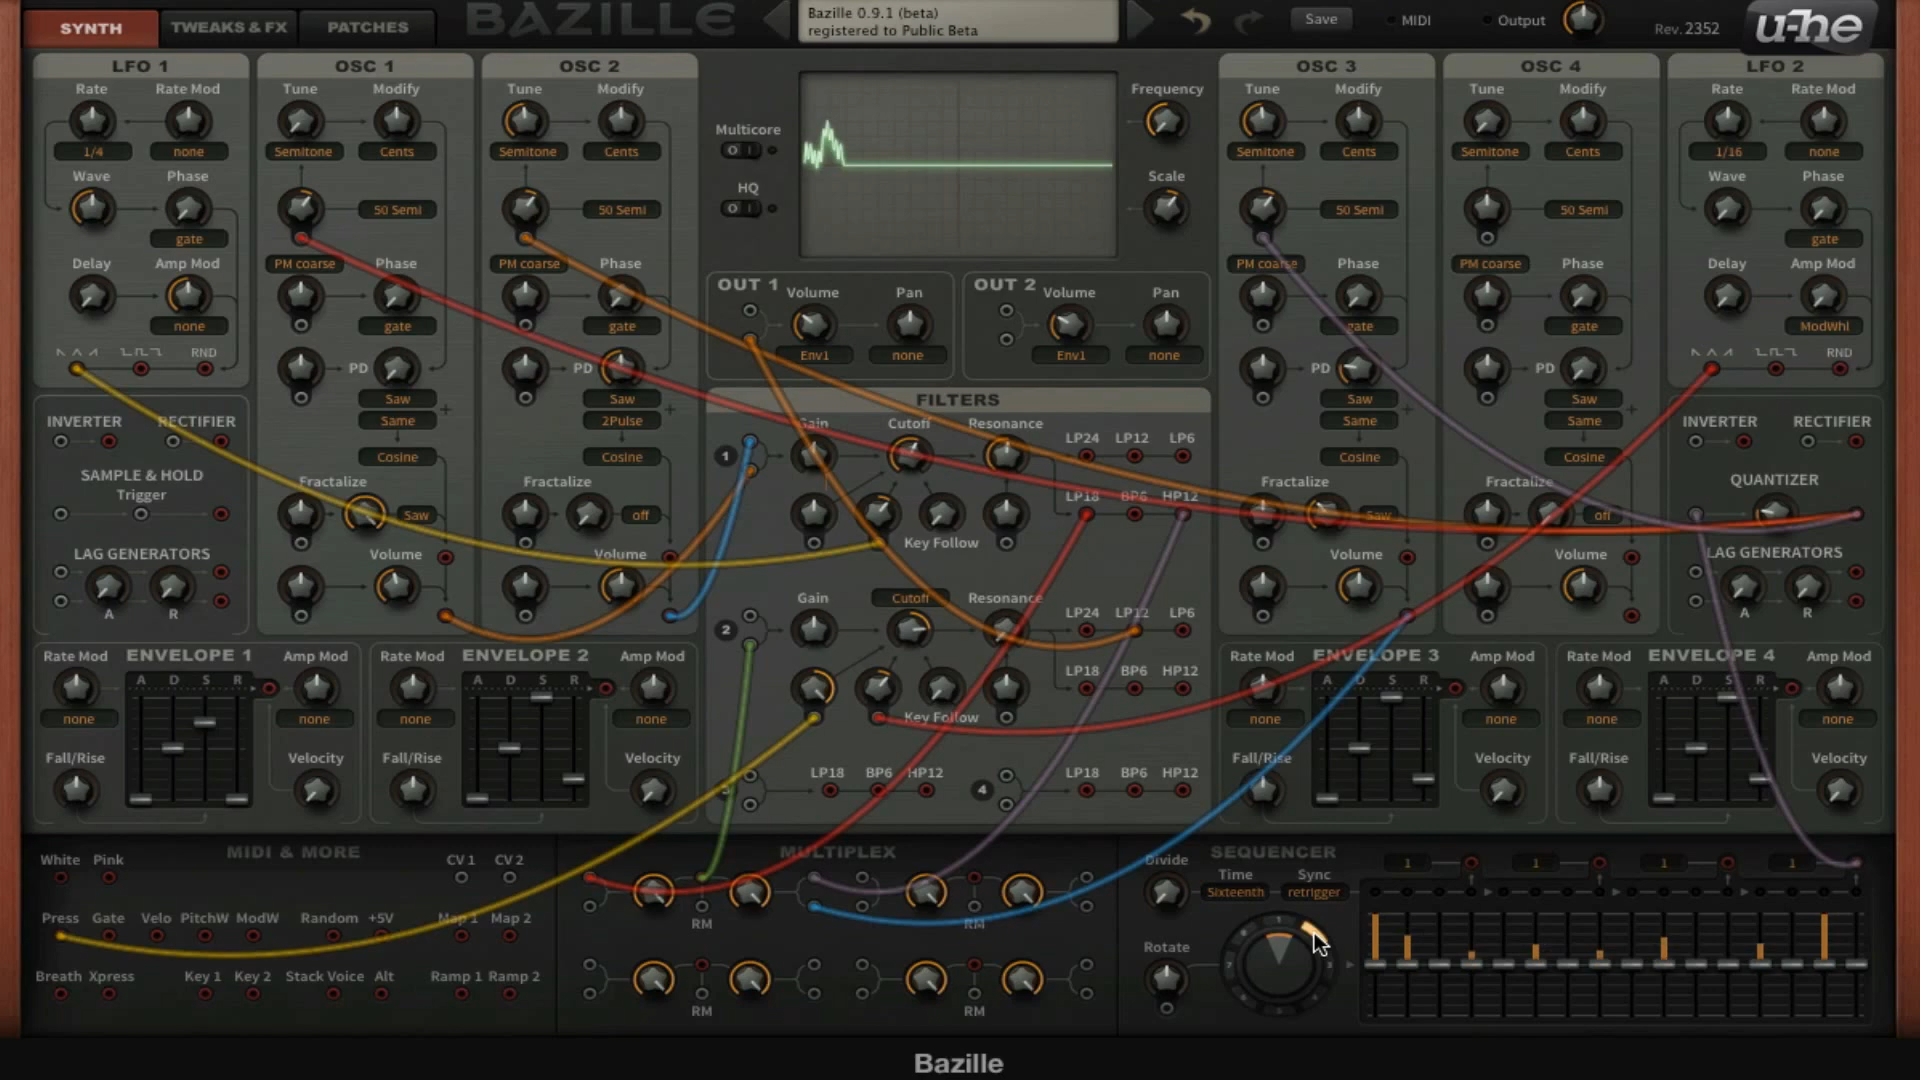 SYNTH TWEAKS & FX PATCHES BAZILLE
Bazille 0.9.1 (beta)
registered to Public Beta
Save MIDI Output Rev. 2352 u-he
LFO 1
Rate Rate Mod
1/4 none
Wave Phase
gate
Delay Amp Mod
none
RND
INVERTER RECTIFIER
SAMPLE & HOLD
Trigger
LAG GENERATORS
A R
OSC 1
Tune Modify
Semitone Cents
50 Semi
PM coarse Phase
gate
PD
Saw
Same
Cosine
Fractalize
Saw
Volume
OSC 2
Tune Modify
Semitone Cents
50 Semi
PM coarse Phase
gate
PD
Saw
2Pulse
Cosine
Fractalize
off
Volume
Multicore
O I
HQ
O I
Frequency
Scale
OUT 1 Volume Pan
Env1 none
OUT 2 Volume Pan
Env1 none
FILTERS
Gain Cutoff Resonance
LP24 LP12 LP6
1
LP18 BP6 HP12
Key Follow
Gain Cutoff Resonance
LP24 LP12 LP6
2
LP18 BP6 HP12
Key Follow
LP18 BP6 HP12 LP18 BP6 HP12
3 4
OSC 3
Tune Modify
Semitone Cents
50 Semi
PM coarse Phase
gate
PD
Saw
Same
Cosine
Fractalize
Saw
Volume
OSC 4
Tune Modify
Semitone Cents
50 Semi
PM coarse Phase
gate
PD
Saw
Same
Cosine
Fractalize
off
Volume
LFO 2
Rate Rate Mod
1/16 none
Wave Phase
gate
Delay Amp Mod
ModWhl
RND
INVERTER RECTIFIER
QUANTIZER
LAG GENERATORS
A R
Rate Mod ENVELOPE 1 Amp Mod
A D S R
none none
Fall/Rise Velocity
Rate Mod ENVELOPE 2 Amp Mod
A D S R
none none
Fall/Rise Velocity
Rate Mod ENVELOPE 3 Amp Mod
A D S R
none none
Fall/Rise Velocity
Rate Mod ENVELOPE 4 Amp Mod
A D S R
none none
Fall/Rise Velocity
MIDI & MORE
White Pink CV 1 CV 2
Press Gate Velo PitchW ModW Random +5V Map 1 Map 2
Breath Xpress Key 1 Key 2 Stack Voice Alt Ramp 1 Ramp 2
MULTIPLEX
RM RM
RM RM
SEQUENCER
Divide Time Sync
Sixteenth retrigger
Rotate
1 1 1 1
Bazille